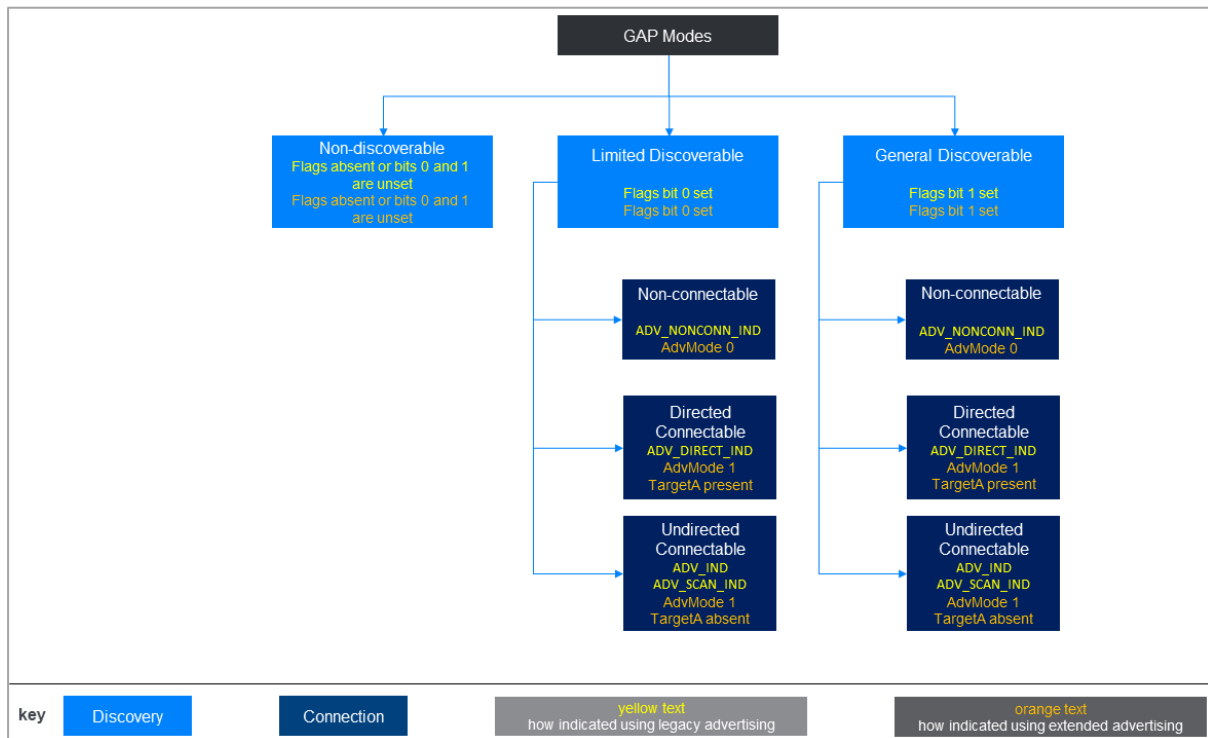 GAP Modes
Non-discoverable
Flags absent or bits 0 and 1
are unset
Flags absent or bits 0 and 1
are unset
Limited Discoverable
Flags bit 0 set
Flags bit 0 set
General Discoverable
Flags bit 1 set
Flags bit 1 set
Non-connectable
ADV_NONCONN_IND
AdvMode 0
Non-connectable
ADV_NONCONN_IND
AdvMode 0
Directed
Connectable
ADV_DIRECT_IND
AdvMode 1
TargetA present
Directed
Connectable
ADV_DIRECT_IND
AdvMode 1
TargetA present
Undirected
Connectable
ADV_IND
ADV_SCAN_IND
AdvMode 1
TargetA absent
Undirected
Connectable
ADV_IND
ADV_SCAN_IND
AdvMode 1
TargetA absent
key
Discovery
Connection
yellow text
how indicated using legacy advertising
orange text
how indicated using extended advertising